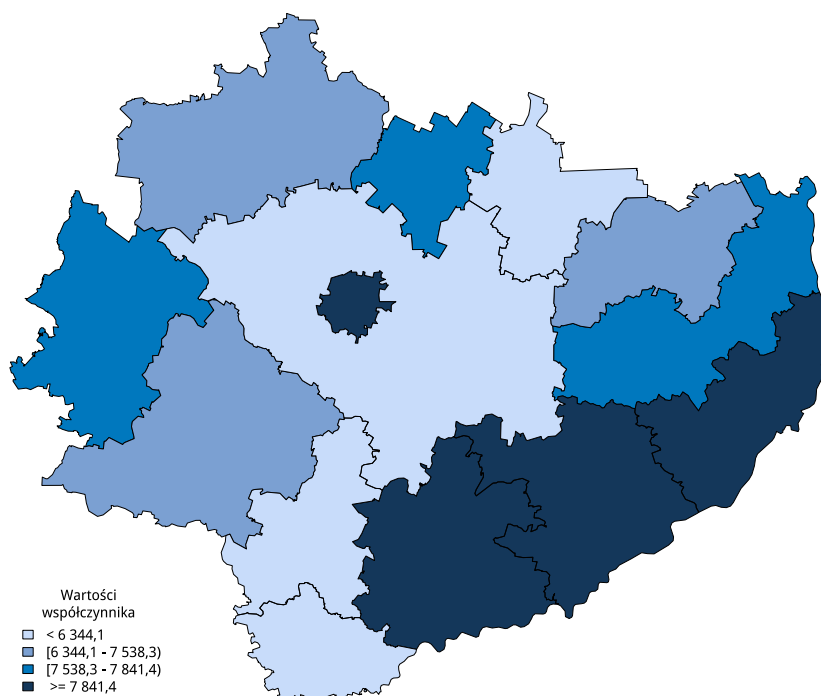 Wartości
współczynnika
< 6 344,1
[6 344,1 - 7 538,3)
[7 538,3 - 7 841,4)
>= 7 841,4